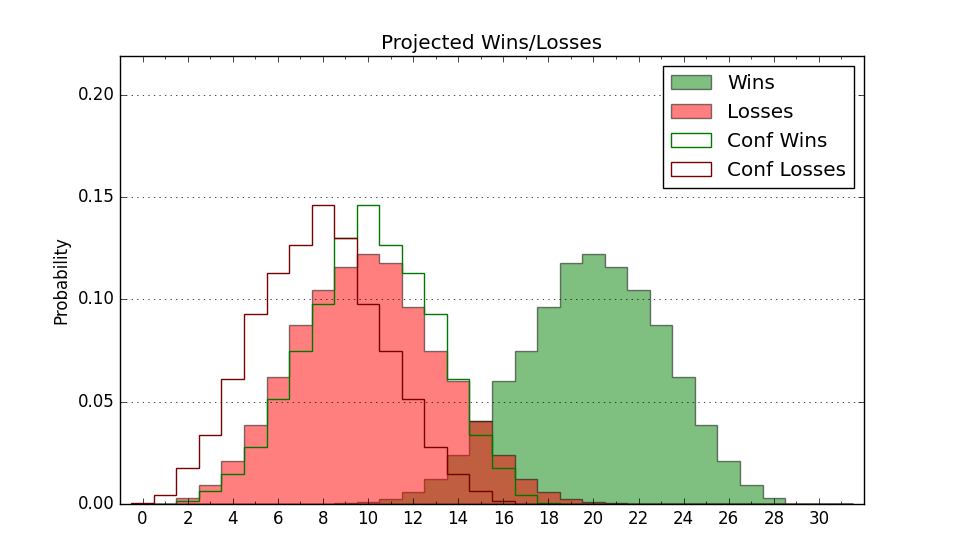 Projected Wins/Losses
Wins
Losses
Conf Wins
Conf Losses
Probability
0.20
0.15
0.10
0.05
0.00
0 2 4 6 8 10 12 14 16 18 20 22 24 26 28 30